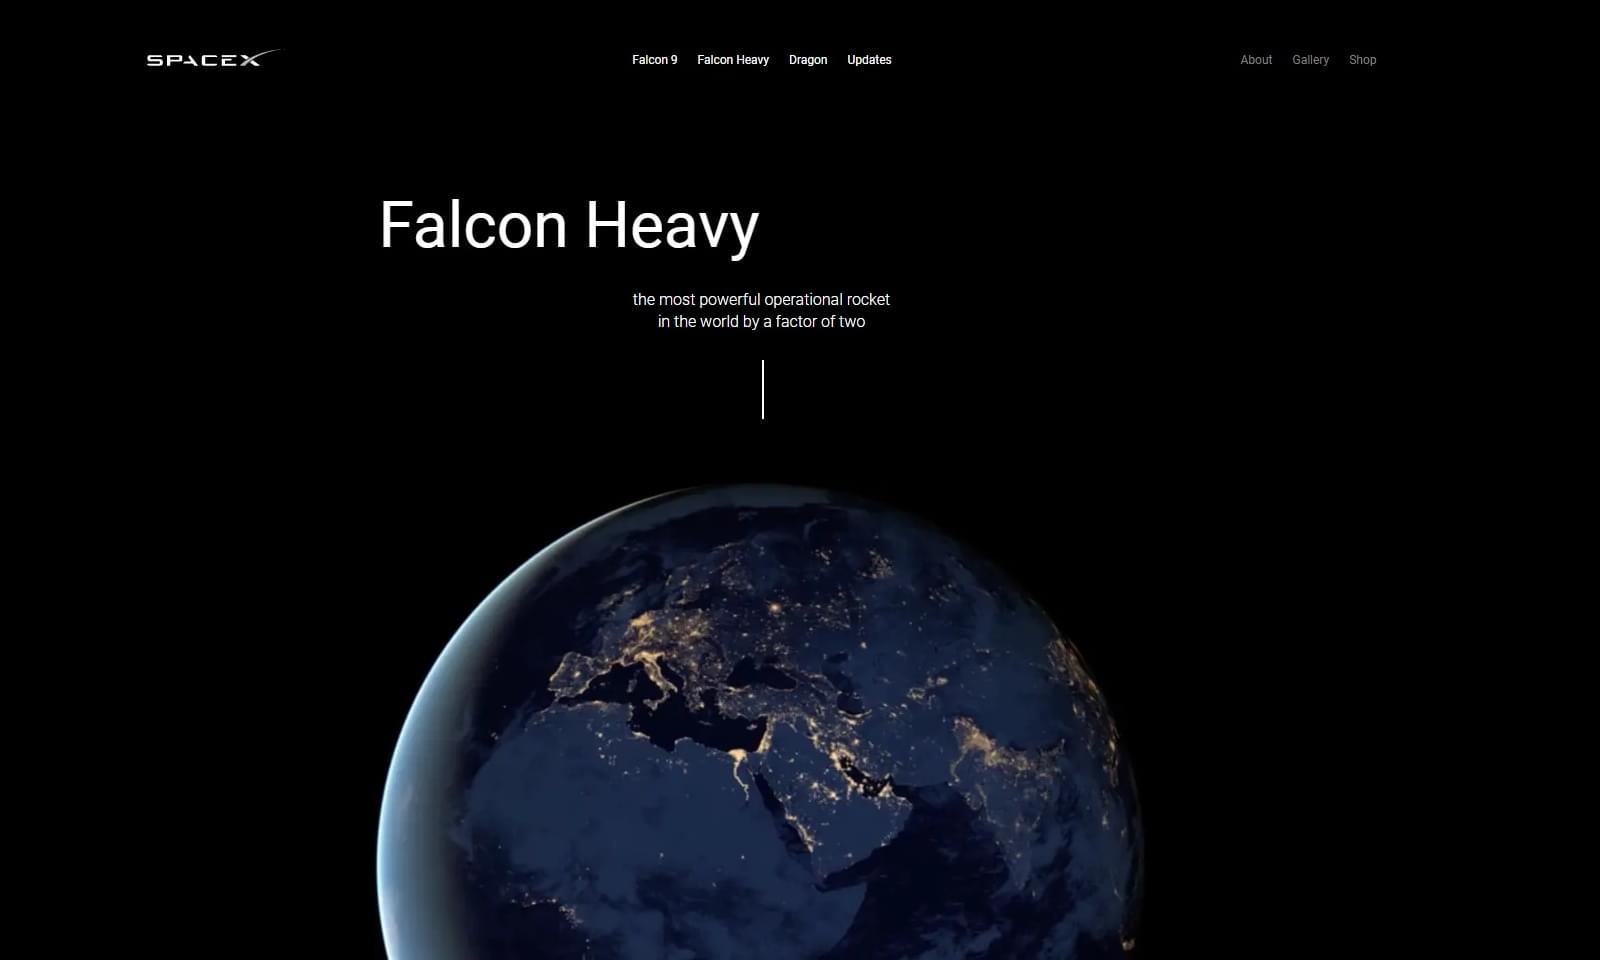 SPACEX
Falcon 9 Falcon Heavy Dragon Updates
About Gallery Shop
Falcon Heavy
the most powerful operational rocket
in the world by a factor of two